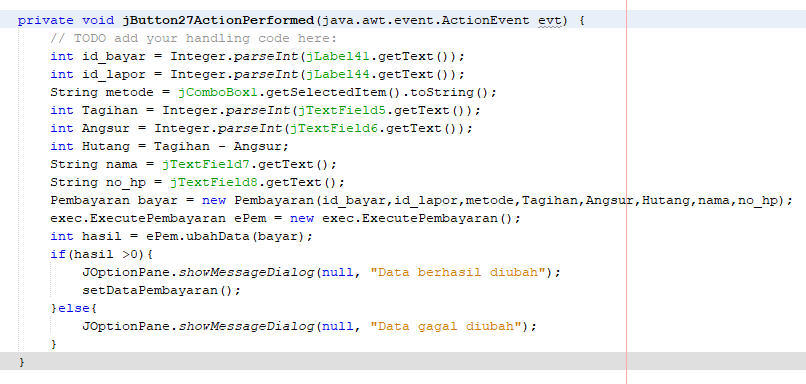 private void jButton27ActionPerformed(java.awt.event.ActionEvent evt) {
// TODO add your handling code here:
int id_bayar = Integer.parseInt(jLabel41.getText());
int id_lapor = Integer.parseInt(jLabel44.getText());
String metode = jComboBox1.getSelectedItem().toString();
int Tagihan = Integer.parseInt(jTextField5.getText());
int Angsur = Integer.parseInt(jTextField6.getText());
int Hutang = Tagihan - Angsur;
String nama = jTextField7.getText();
String no_hp = jTextField8.getText();
Pembayaran bayar = new Pembayaran(id_bayar,id_lapor,metode,Tagihan,Angsur,Hutang,nama,no_hp);
exec.ExecutePembayaran ePem = new exec.ExecutePembayaran();
int hasil = ePem.ubahData(bayar);
if(hasil >0){
JOptionPane.showMessageDialog(null, "Data berhasil diubah");
setDataPembayaran();
}else{
JOptionPane.showMessageDialog(null, "Data gagal diubah");
}
}